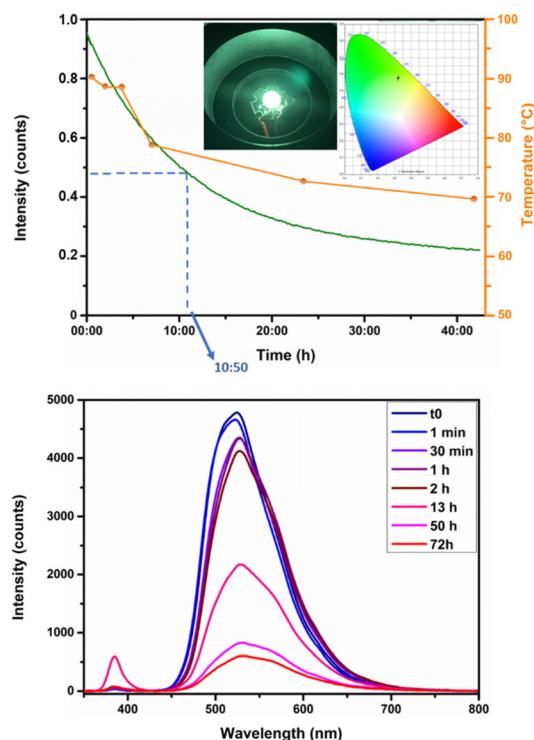 1.0
0.8
0.6
0.4
0.2
0
Intensity (counts)
100
90
80
70
60
50
Temperature (°C)
00:00 10:00 20:00 30:00 40:00
Time (h)
10:50
5000
4000
3000
2000
1000
0
Intensity (counts)
t0
1 min
30 min
1 h
2 h
13 h
50 h
72h
400 500 600 700 800
Wavelength (nm)